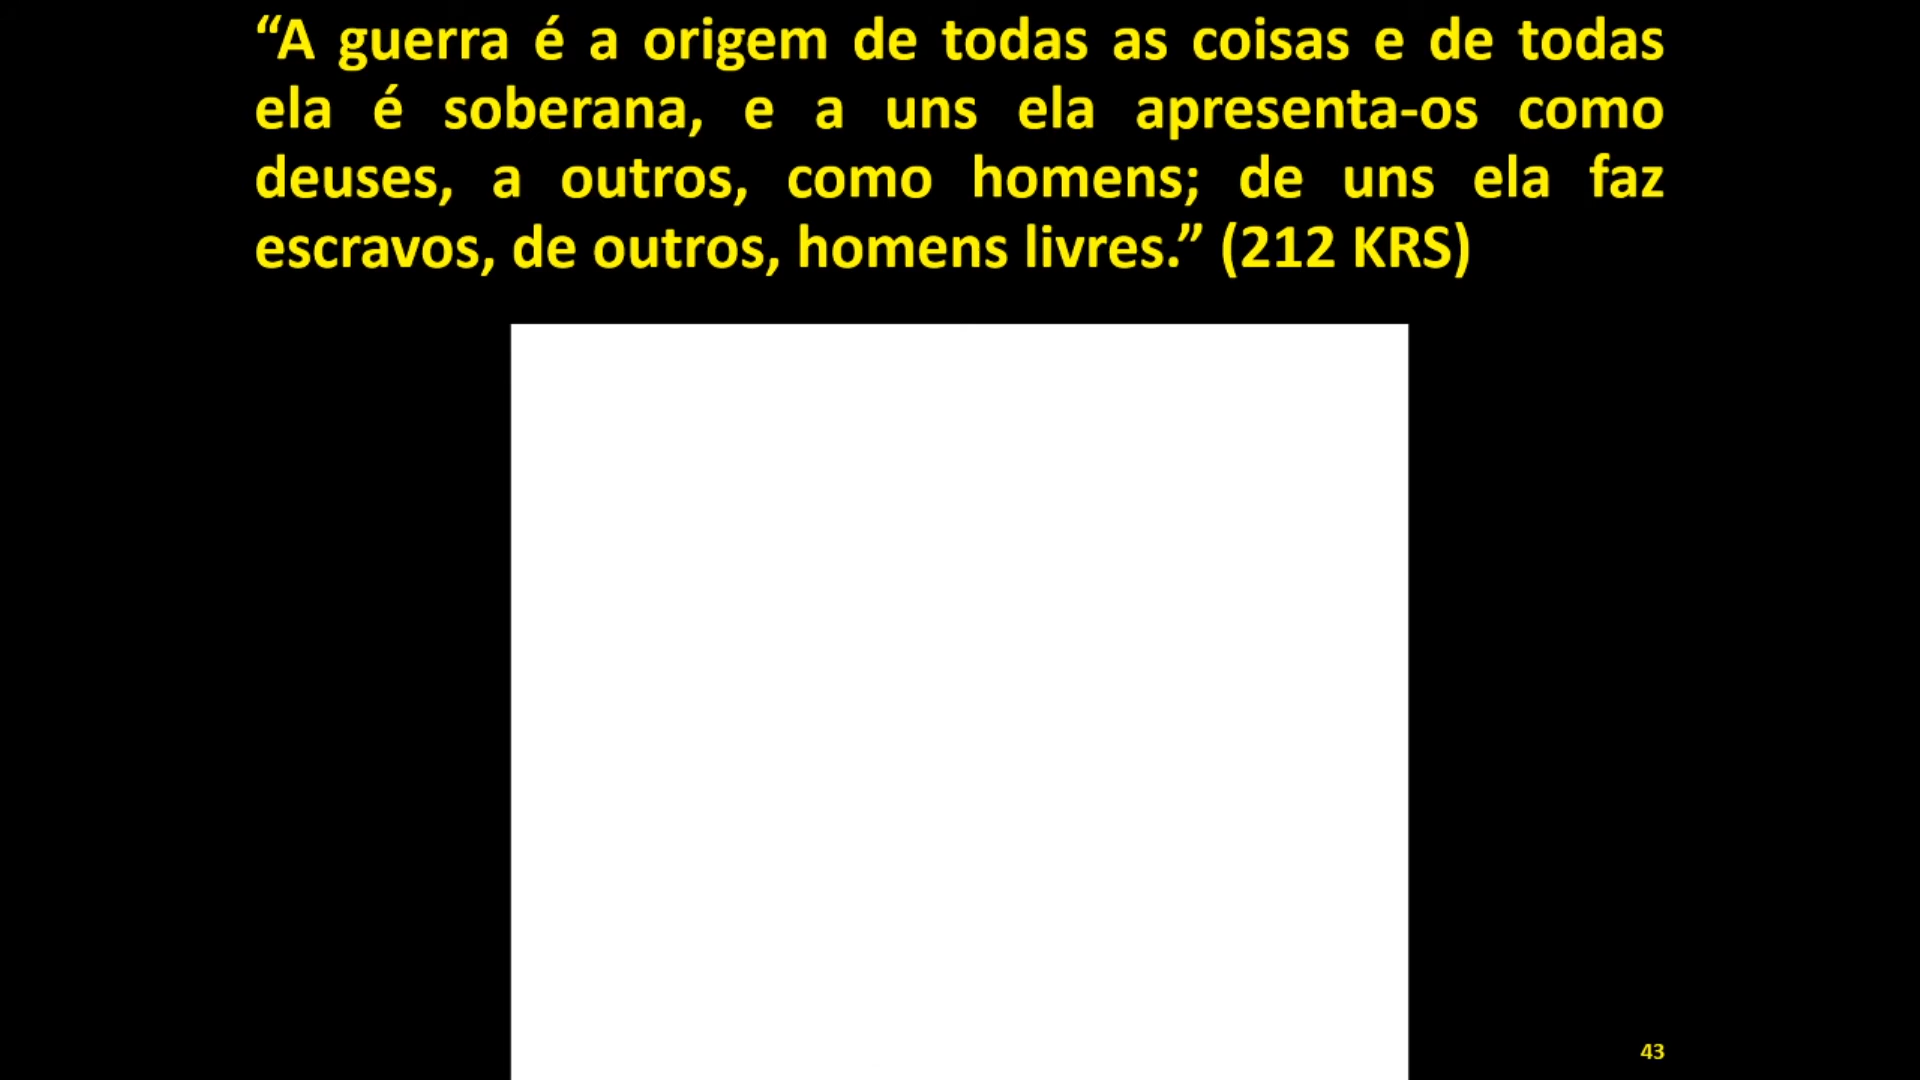 “A guerra é a origem de todas as coisas e de todas
ela é soberana, e a uns ela apresenta-os como
deuses, a outros, como homens; de uns ela faz
escravos, de outros, homens livres.” (212 KRS)
43